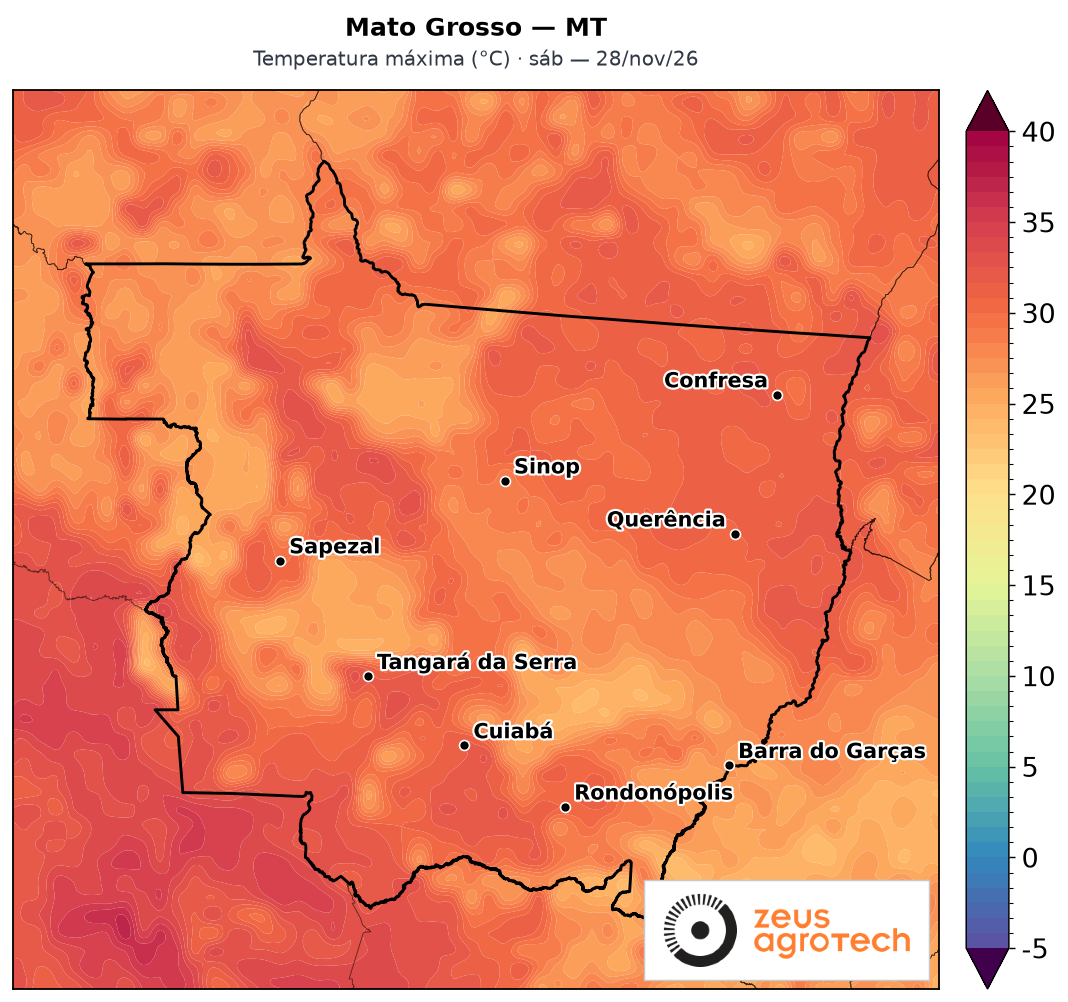 Mato Grosso — MT
Temperatura máxima (°C) · sáb — 28/nov/26
40
35
30
25
20
15
10
5
0
-5
Confresa
Sinop
Querência
Sapezal
Tangará da Serra
Cuiabá
Barra do Garças
Rondonópolis
zeus
agrotech